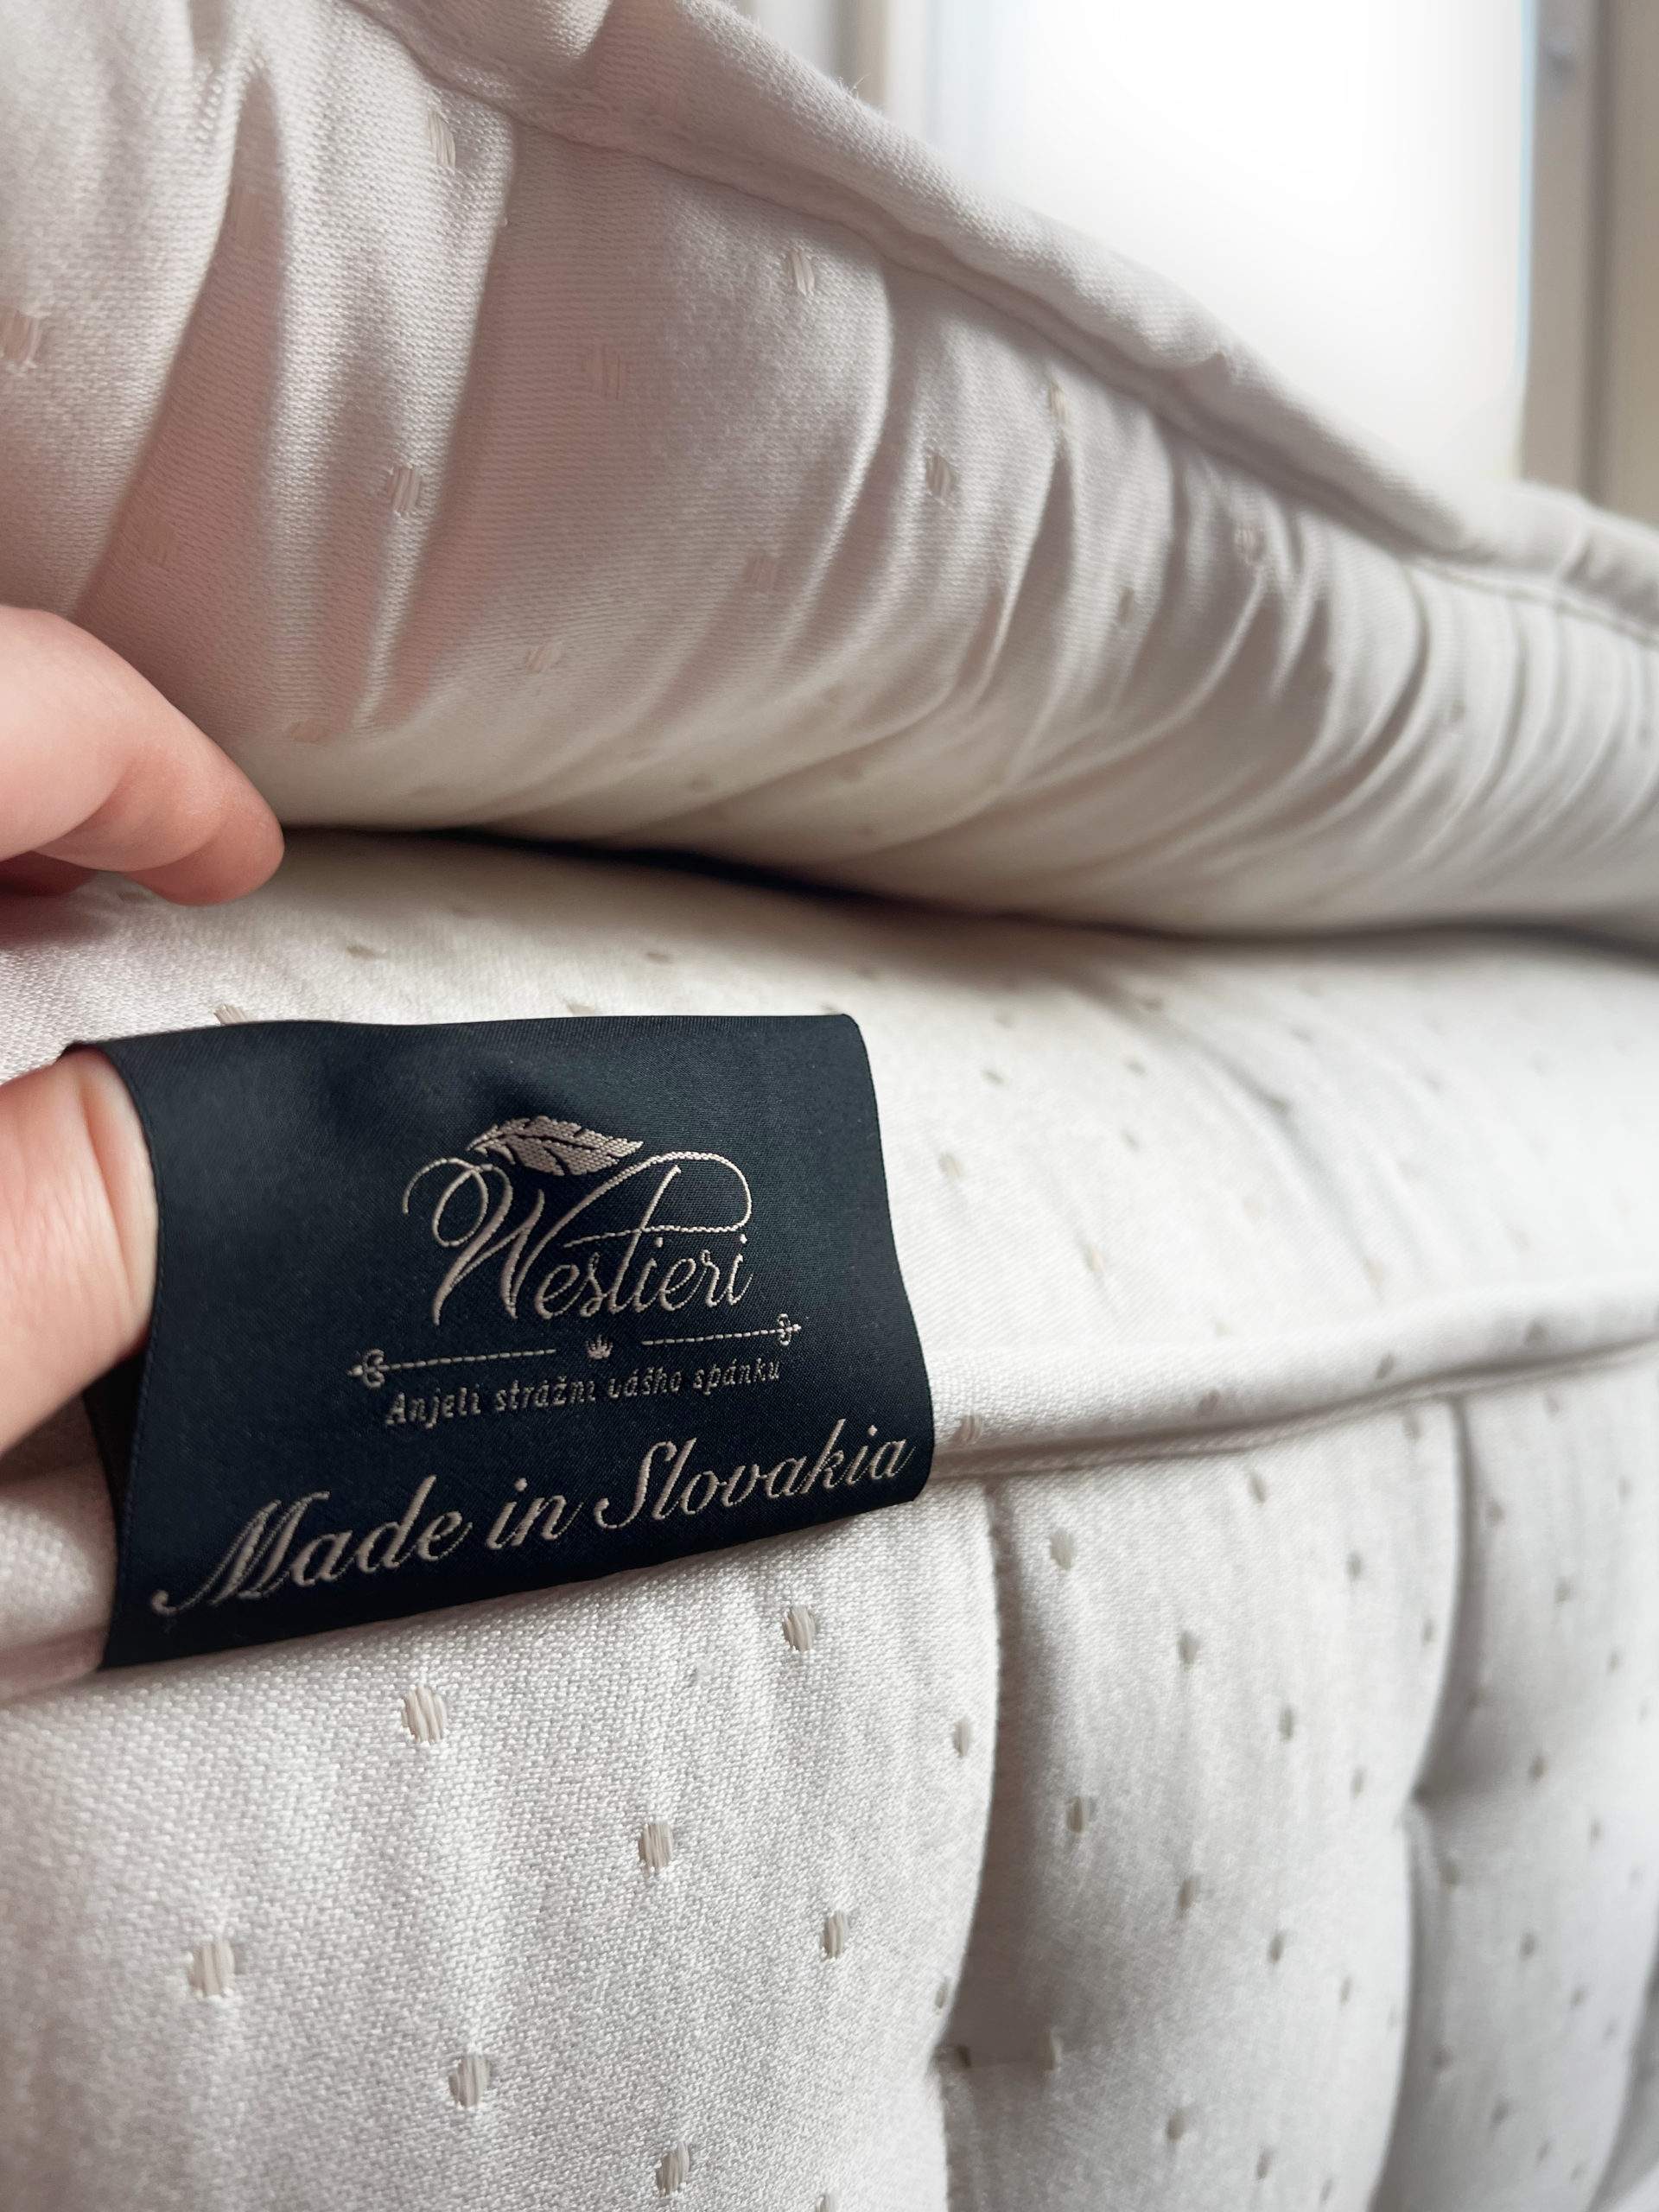 Westieri
Anjeli strážni vášho spánku
Made in Slovakia